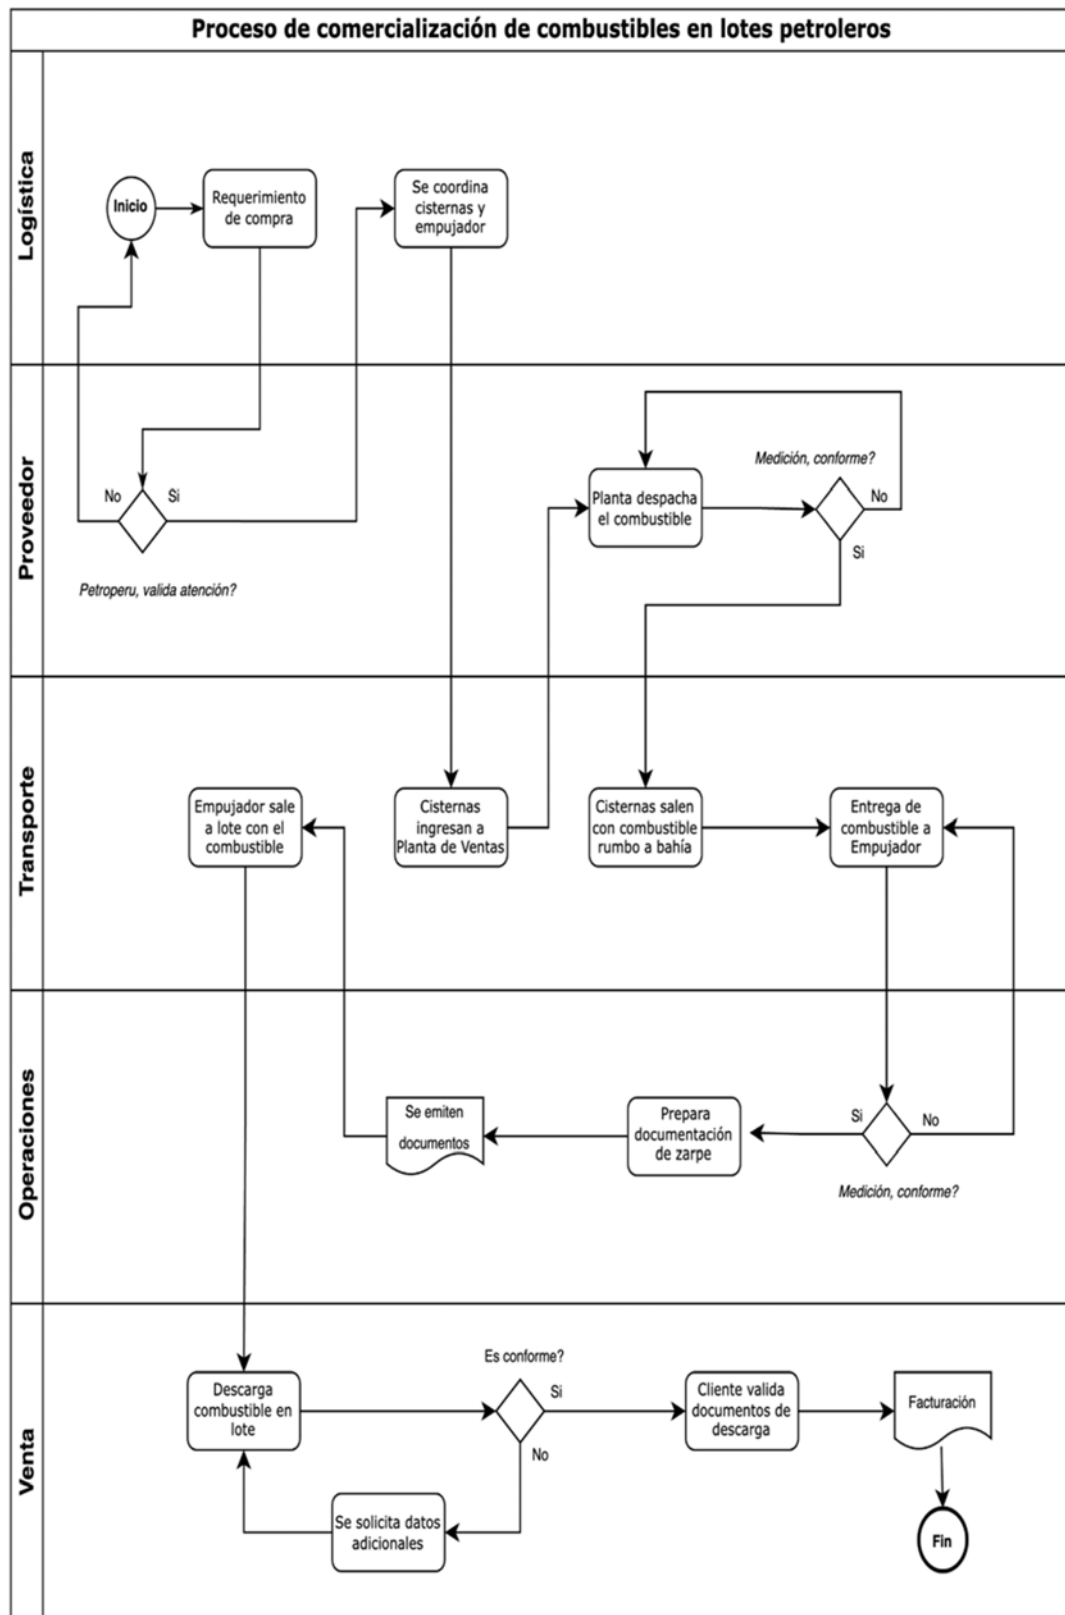 Proceso de comercialización de combustibles en lotes petroleros
Logística
Inicio
Requerimiento
de compra
Se coordina
cisternas y
empujador
Proveedor
No
Si
Petroperu, valida atención?
Planta despacha
el combustible
Medición, conforme?
No
Si
Transporte
Empujador sale
a lote con el
combustible
Cisternas
ingresan a
Planta de Ventas
Cisternas salen
con combustible
rumbo a bahía
Entrega de
combustible a
Empujador
Operaciones
Se emiten
documentos
Prepara
documentación
de zarpe
Si
No
Medición, conforme?
Venta
Descarga
combustible en
lote
Es conforme?
Si
No
Se solicita datos
adicionales
Cliente valida
documentos de
descarga
Facturación
Fin